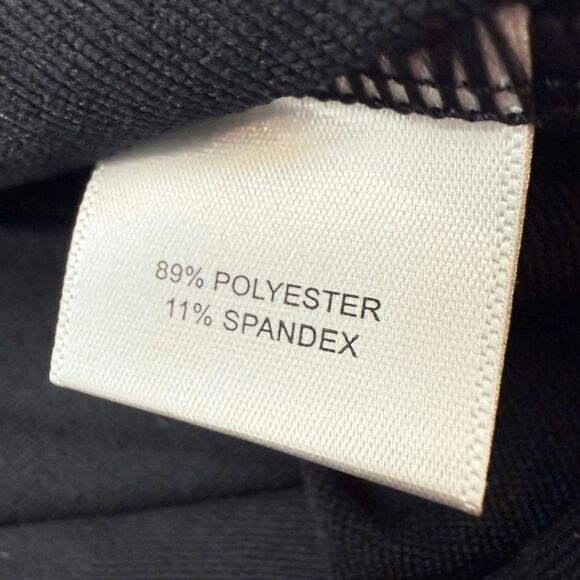 89% POLYESTER
11% SPANDEX